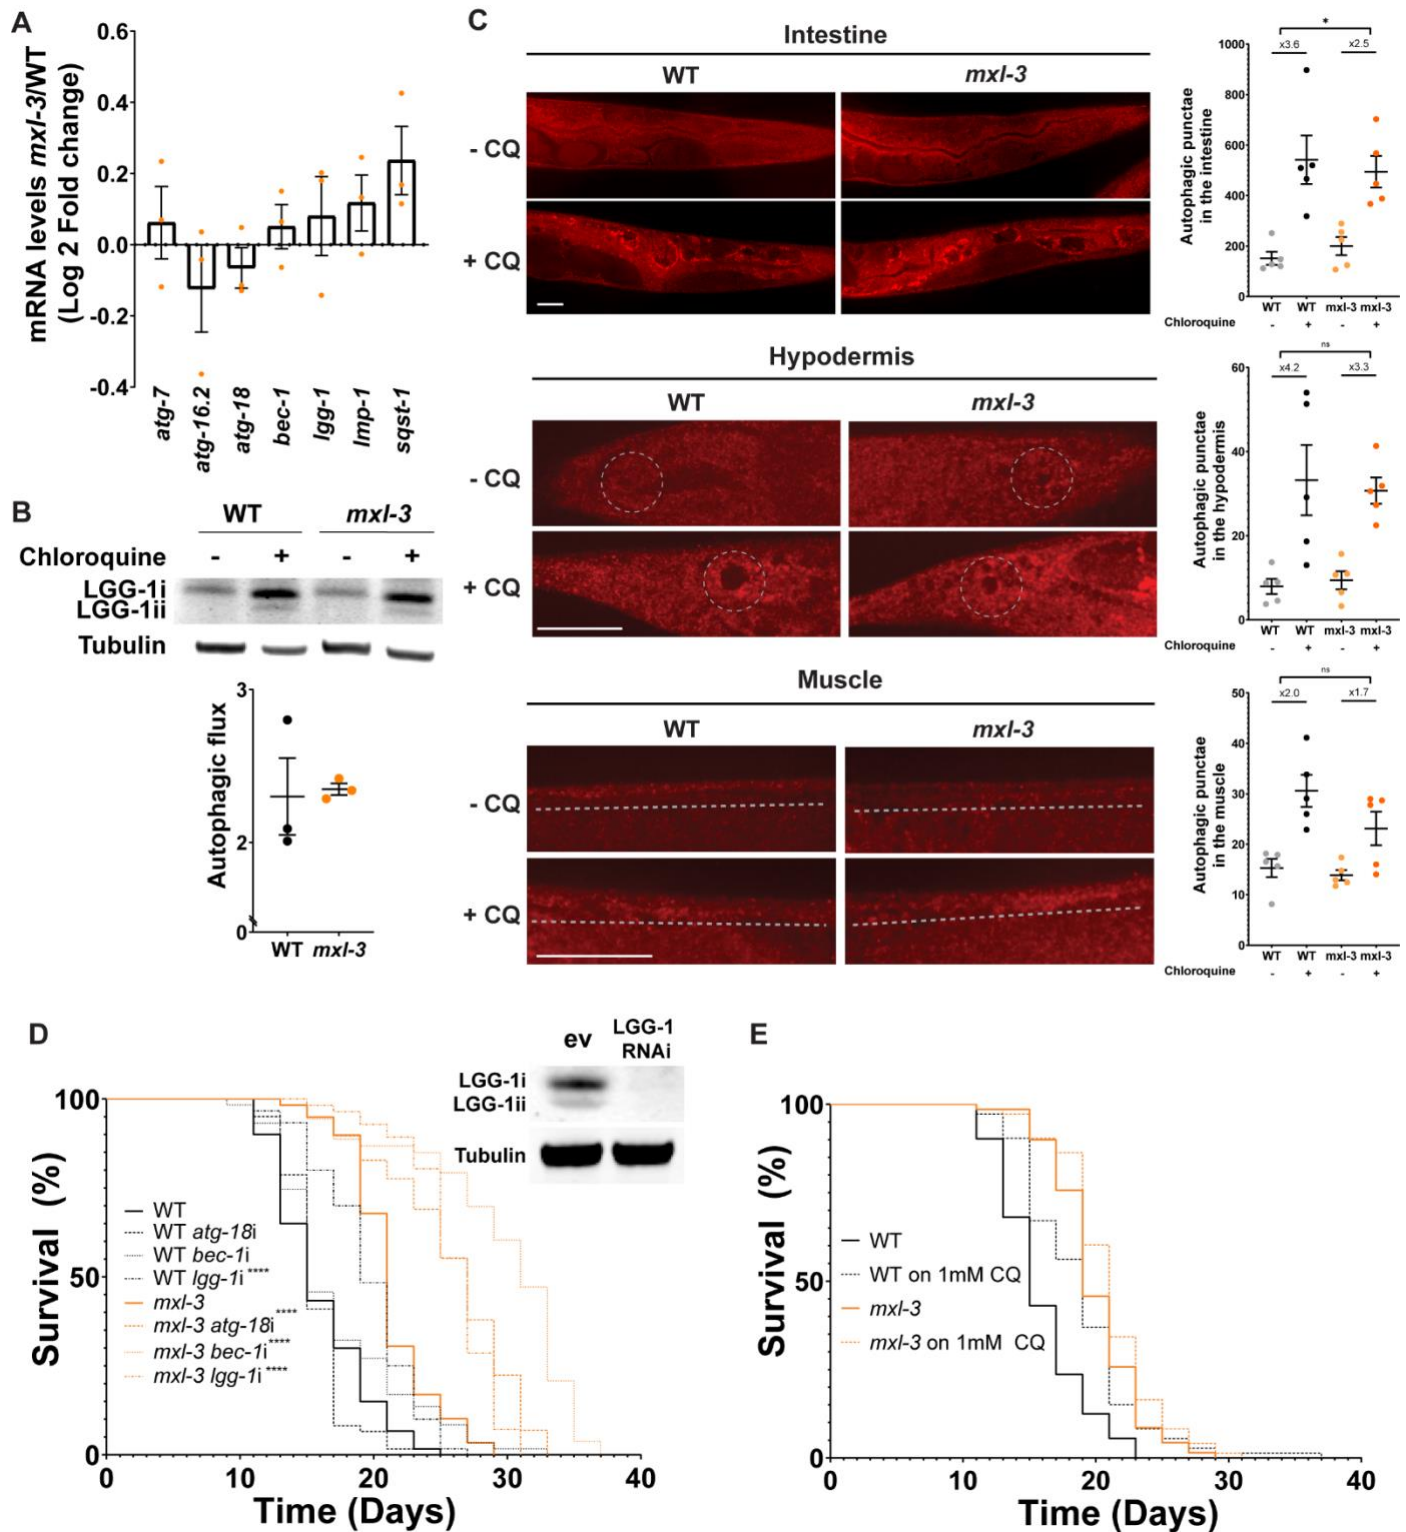 A
mRNA levels mxl-3/WT
(Log 2 Fold change)
0.6
0.4
0.2
0.0
-0.2
-0.4
atg-7
atg-16.2
atg-18
bec-1
lgg-1
lmp-1
sqst-1
B
WT mxl-3
Chloroquine - + - +
LGG-1i
LGG-1ii
Tubulin
Autophagic flux
3
2
0
WT mxl-3
C
Intestine
WT mxl-3
- CQ
+ CQ
Autophagic punctae
in the intestine
*
x3.6 x2.5
1000
800
600
400
200
0
WT WT mxl-3 mxl-3
Chloroquine - + - +
Hypodermis
WT mxl-3
- CQ
+ CQ
Autophagic punctae
in the hypodermis
ns
x4.2 x3.3
60
40
20
0
WT WT mxl-3 mxl-3
Chloroquine - + - +
Muscle
WT mxl-3
- CQ
+ CQ
Autophagic punctae
in the muscle
ns
x2.0 x1.7
50
40
30
20
10
0
WT WT mxl-3 mxl-3
Chloroquine - + - +
D
ev LGG-1
RNAi
LGG-1i
LGG-1ii
Tubulin
Survival (%)
100
50
0
WT
WT atg-18i
WT bec-1i
WT lgg-1i ****
mxl-3
mxl-3 atg-18i ****
mxl-3 bec-1i ****
mxl-3 lgg-1i ****
0 10 20 30 40
Time (Days)
E
Survival (%)
100
50
0
WT
WT on 1mM CQ
mxl-3
mxl-3 on 1mM CQ
0 10 20 30 40
Time (Days)